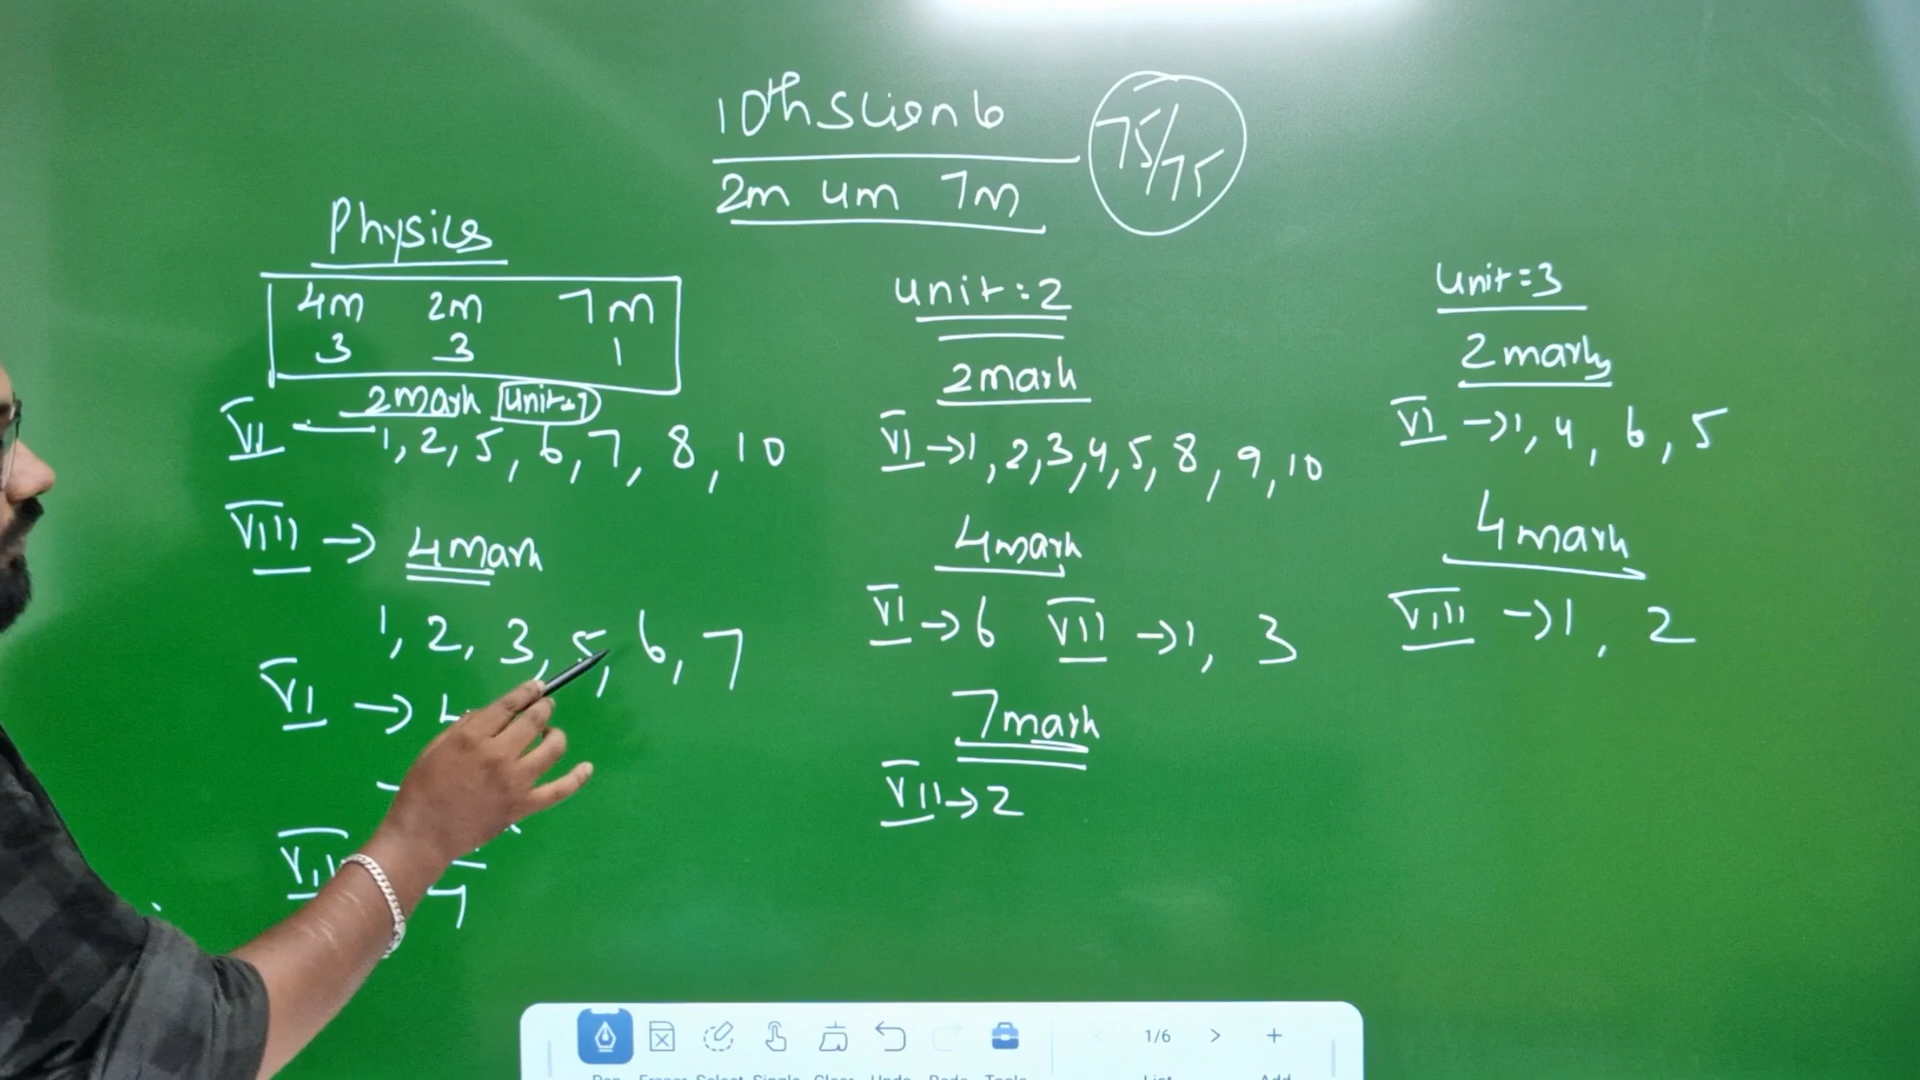 10th Science
75/75
2m 4m 7m
Physics
4m 2m 7m
3 3 1
2mark unit-1
VI 1, 2, 5, 6, 7, 8, 10
VIII → 4mark
1, 2, 3, 5, 6, 7
VI →
7
unit:2
2mark
VI → 1, 2, 3, 4, 5, 8, 9, 10
4mark
VI → 6 VII → 1, 3
7mark
VII → 2
unit=3
2mark
VI → 1, 4, 6, 5
4mark
VIII → 1, 2
1/6